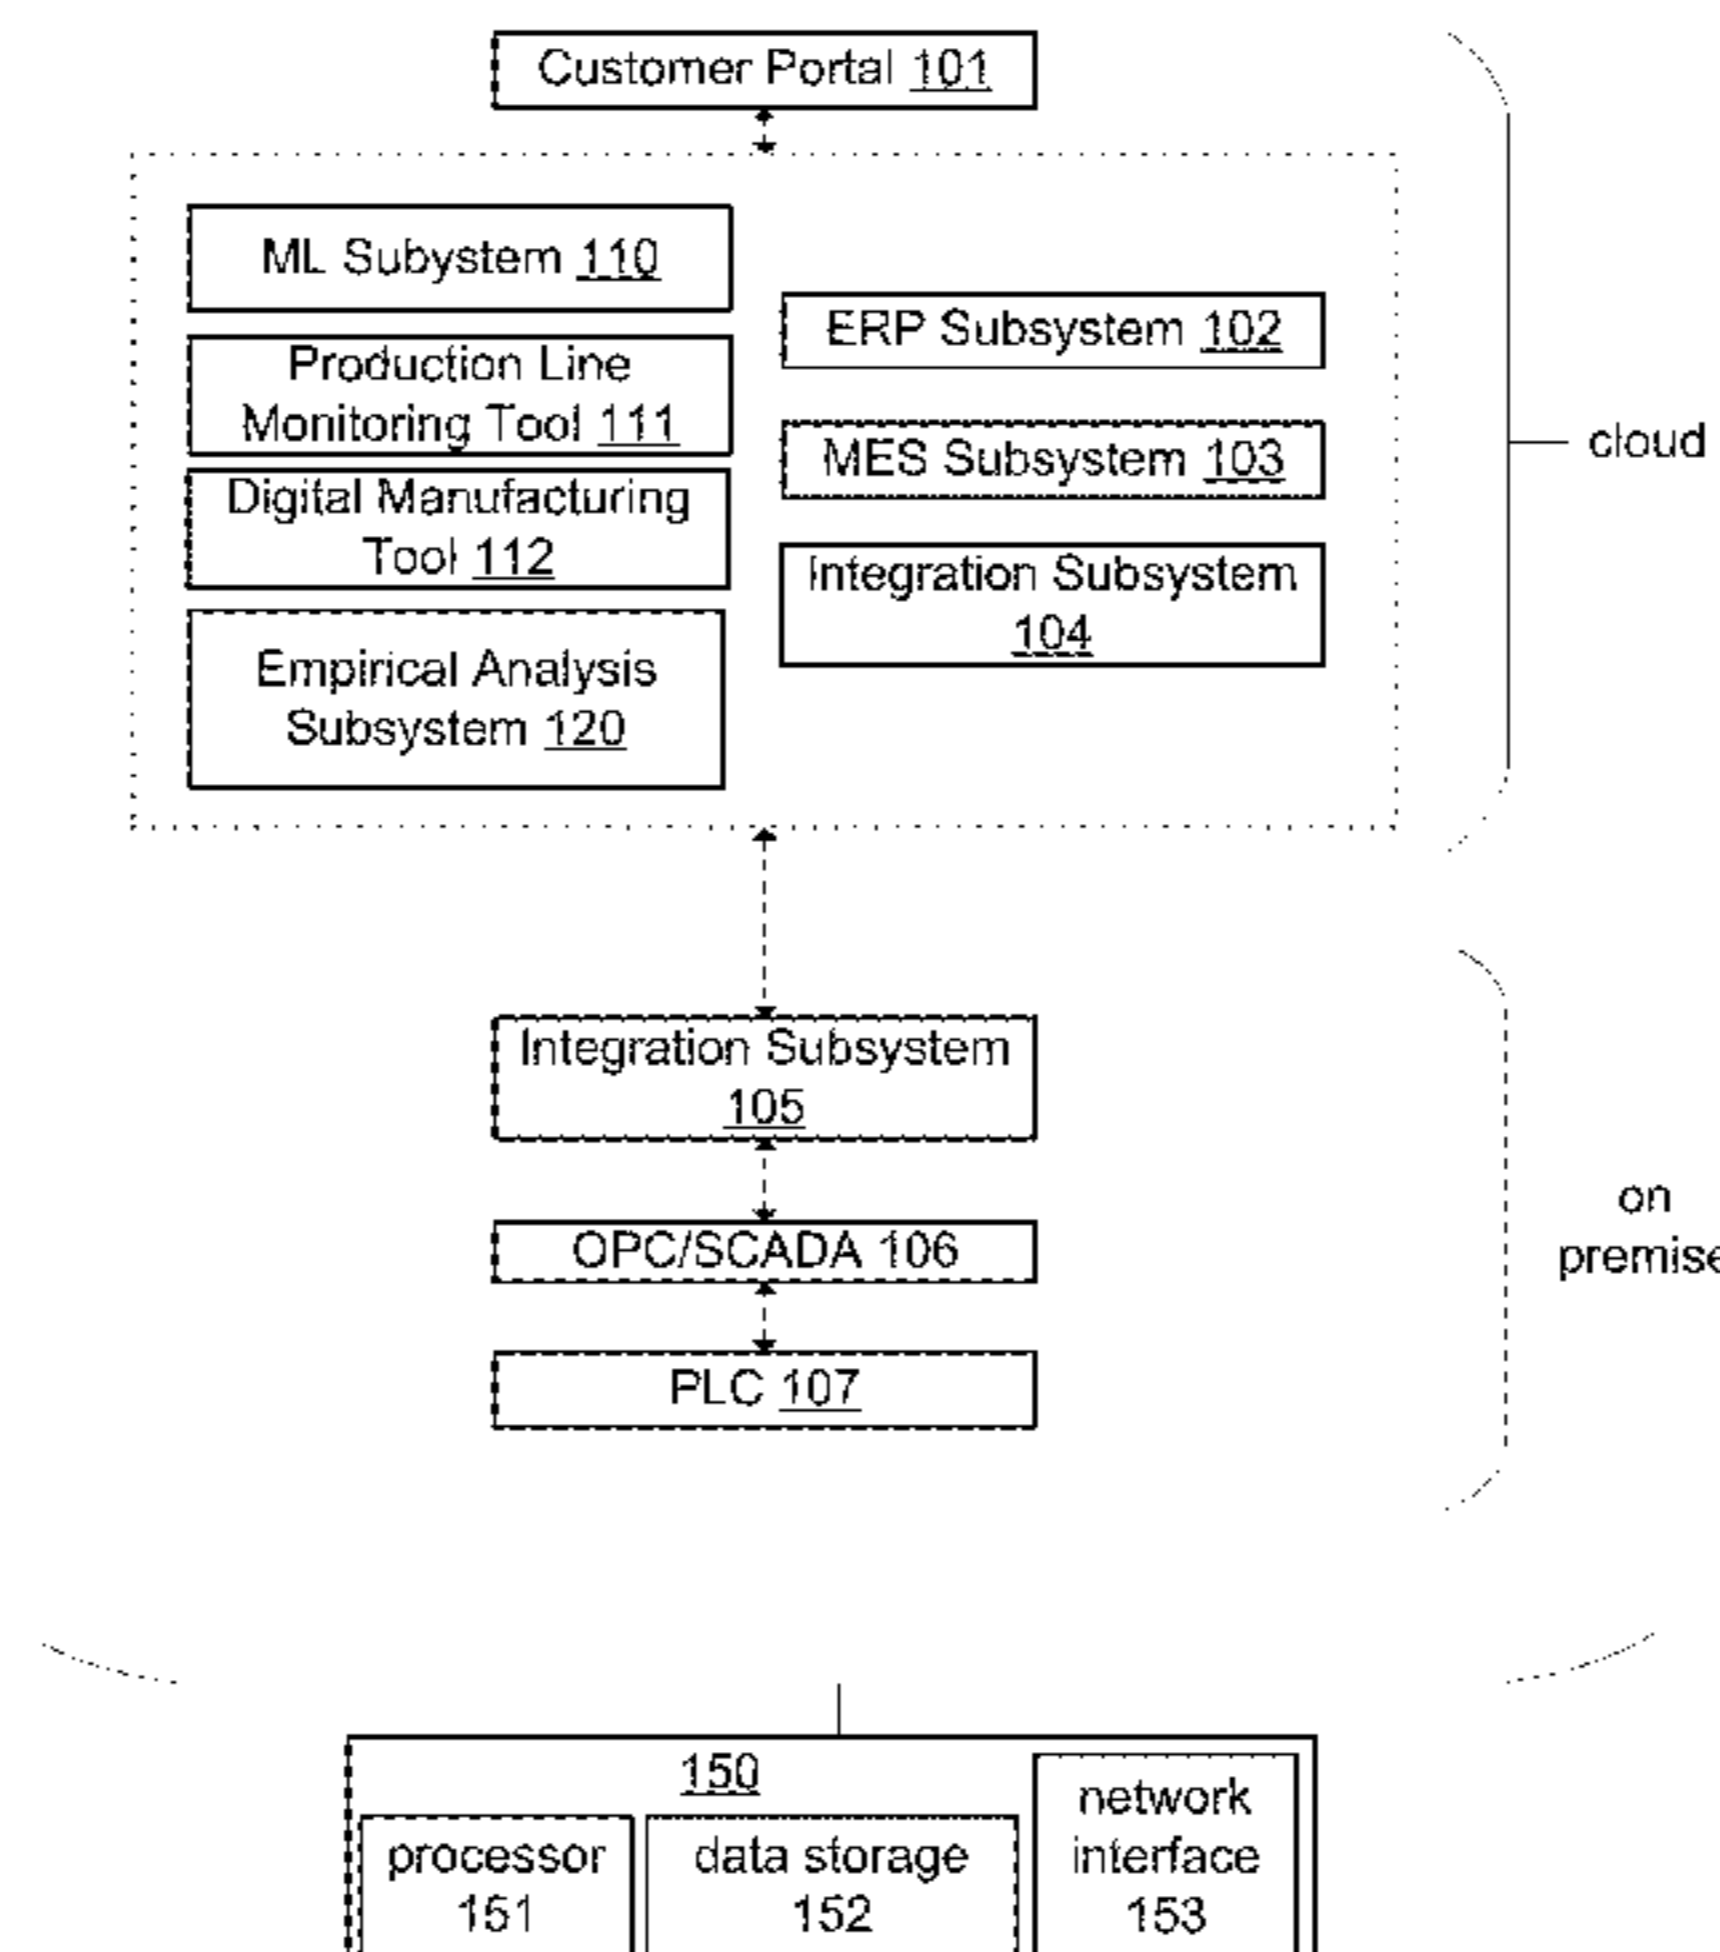 Customer Portal 101
ML Subystem 110
Production Line
Monitoring Tool 111
Digital Manufacturing
Tool 112
Empirical Analysis
Subsystem 120
ERP Subsystem 102
MES Subsystem 103
Integration Subsystem
104
cloud
Integration Subsystem
105
OPC/SCADA 106
PLC 107
on
premise
150
processor
151
data storage
152
network
interface
153